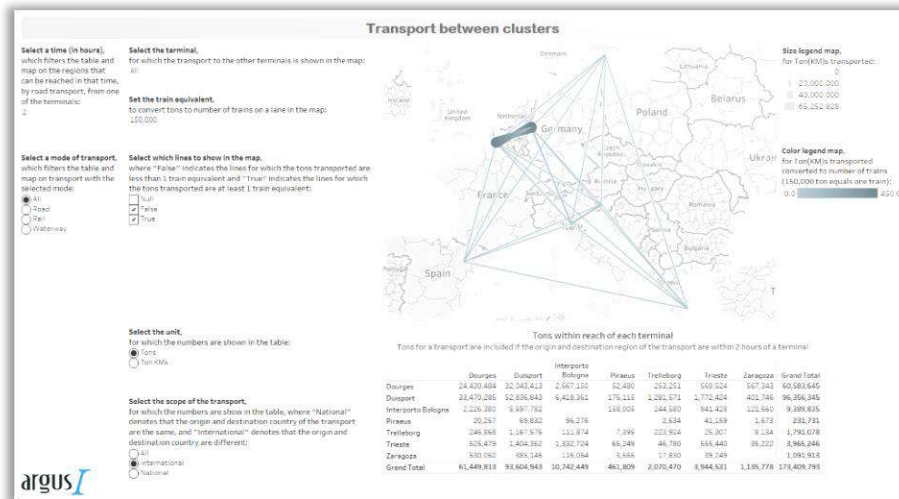 Transport between clusters
Select a time (in hours),
which filters the table and
map on the regions that
can be reached in that time,
by road transport, from one
of the terminals:
2
Select the terminal,
for which the transport to the other terminals is shown in the map:
All
Set the train equivalent,
to convert tons to number of trains on a lane in the map:
150,000
Select a mode of transport,
which filters the table and
map on transport with the
selected mode:
All
Road
Rail
Waterway
Select which lines to show in the map,
where "False" indicates the lines for which the tons transported are
less than 1 train equivalent and "True" indicates the lines for which
the tons transported are at least 1 train equivalent:
Null
False
True
Select the unit,
for which the numbers are shown in the table:
Tons
Ton KMs
Select the scope of the transport,
for which the numbers are show in the table, where "National"
denotes that the origin and destination country of the transport
are the same, and "International" denotes that the origin and
destination country are different:
All
International
National
argusI
Denmark
Lithuania
Ireland
United
Kingdom
Netherlands
Belarus
Poland
Germany
Czech
Republic
Ukrain
France
Austria
Hungary
Romania
Serbia
Bulgaria
Portugal
Spain
T
Size legend map,
for Ton(KM)s transported:
0
20,000,000
40,000,000
Color legend map,
for Ton(KM)s transported
converted to number of trains
(150,000 ton equals one train):
0.0
Tons within reach of each terminal
Tons for a transport are included if the origin and destination region of the transport are within 2 hours of a terminal
Dourges Duisport Interporto Bologna Piraeus Trelleborg Trieste Zaragoza Grand Total
Dourges 24,430,484 32,043,413 2,667,150 52,480 253,251 569,524 567,343 60,583,645
Duisport 33,470,285 52,836,843 6,418,361 175,115 1,281,571 1,772,424 401,746 96,356,345
Interporto Bologna 2,226,380 5,697,782 158,005 244,580 941,428 121,660 9,389,835
Piraeus 20,257 69,832 96,276 2,534 41,159 1,673 231,731
Trelleborg 246,868 1,167,576 111,874 7,395 223,924 25,307 8,134 1,791,078
Trieste 625,479 1,404,362 1,332,724 65,249 46,780 455,440 35,222 3,965,246
Zaragoza 530,060 385,145 116,064 3,565 17,830 39,249 1,091,913
Grand Total 61,449,813 93,604,943 10,742,449 461,809 2,070,470 3,944,531 1,135,778 173,409,793